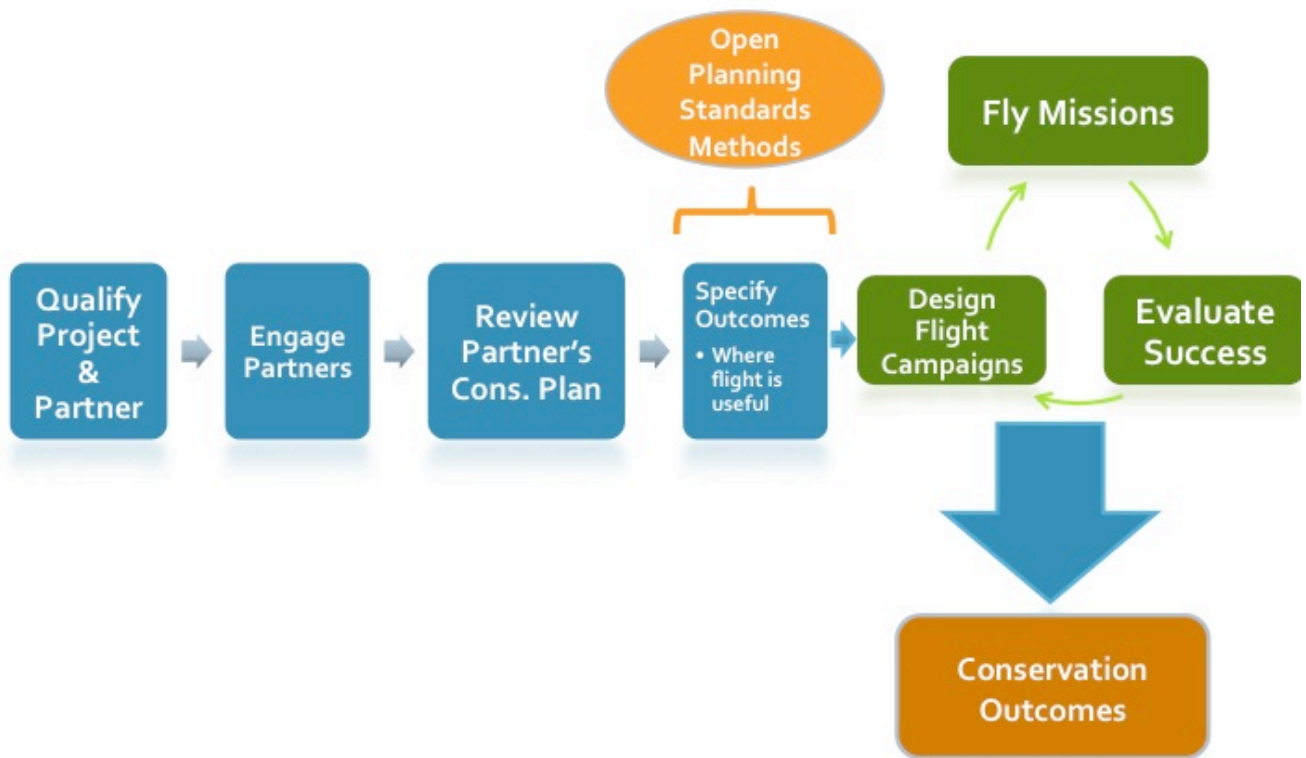 Open
Planning
Standards
Methods
Fly Missions
Qualify
Project
&
Partner
Engage
Partners
Review
Partner's
Cons. Plan
Specify
Outcomes
• Where
flight is
useful
Design
Flight
Campaigns
Evaluate
Success
Conservation
Outcomes